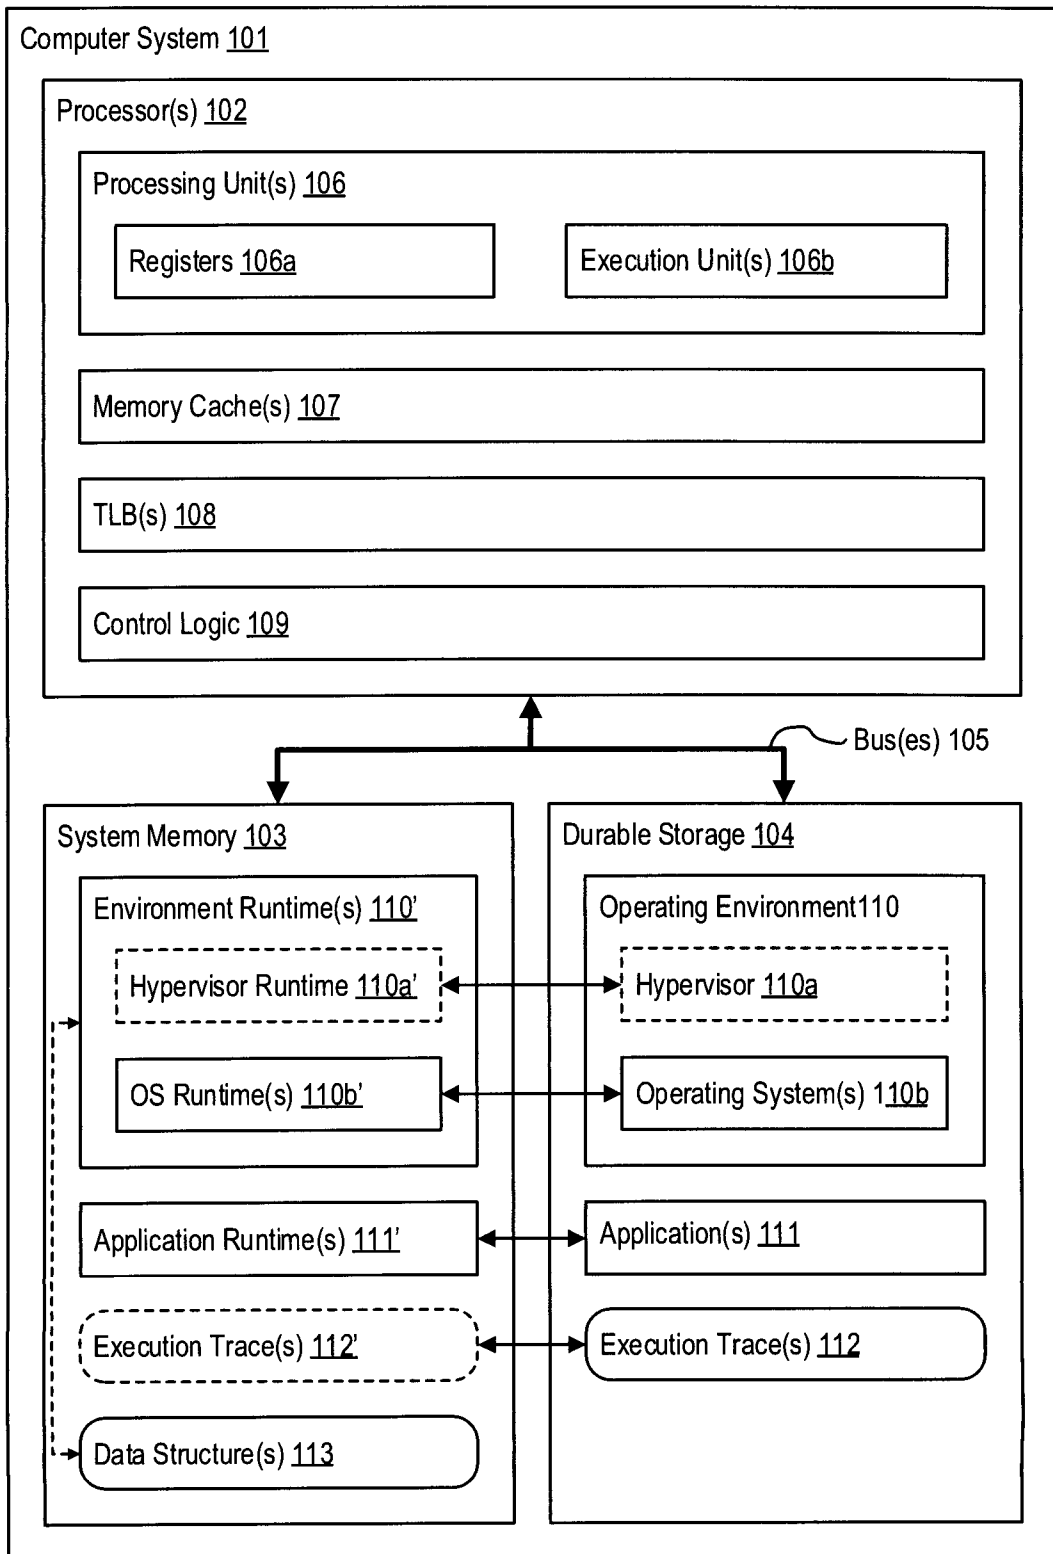 Computer System 101
Processor(s) 102
Processing Unit(s) 106
Registers 106a
Execution Unit(s) 106b
Memory Cache(s) 107
TLB(s) 108
Control Logic 109
Bus(es) 105
System Memory 103
Environment Runtime(s) 110’
Hypervisor Runtime 110a’
OS Runtime(s) 110b’
Application Runtime(s) 111’
Execution Trace(s) 112’
Data Structure(s) 113
Durable Storage 104
Operating Environment110
Hypervisor 110a
Operating System(s) 110b
Application(s) 111
Execution Trace(s) 112